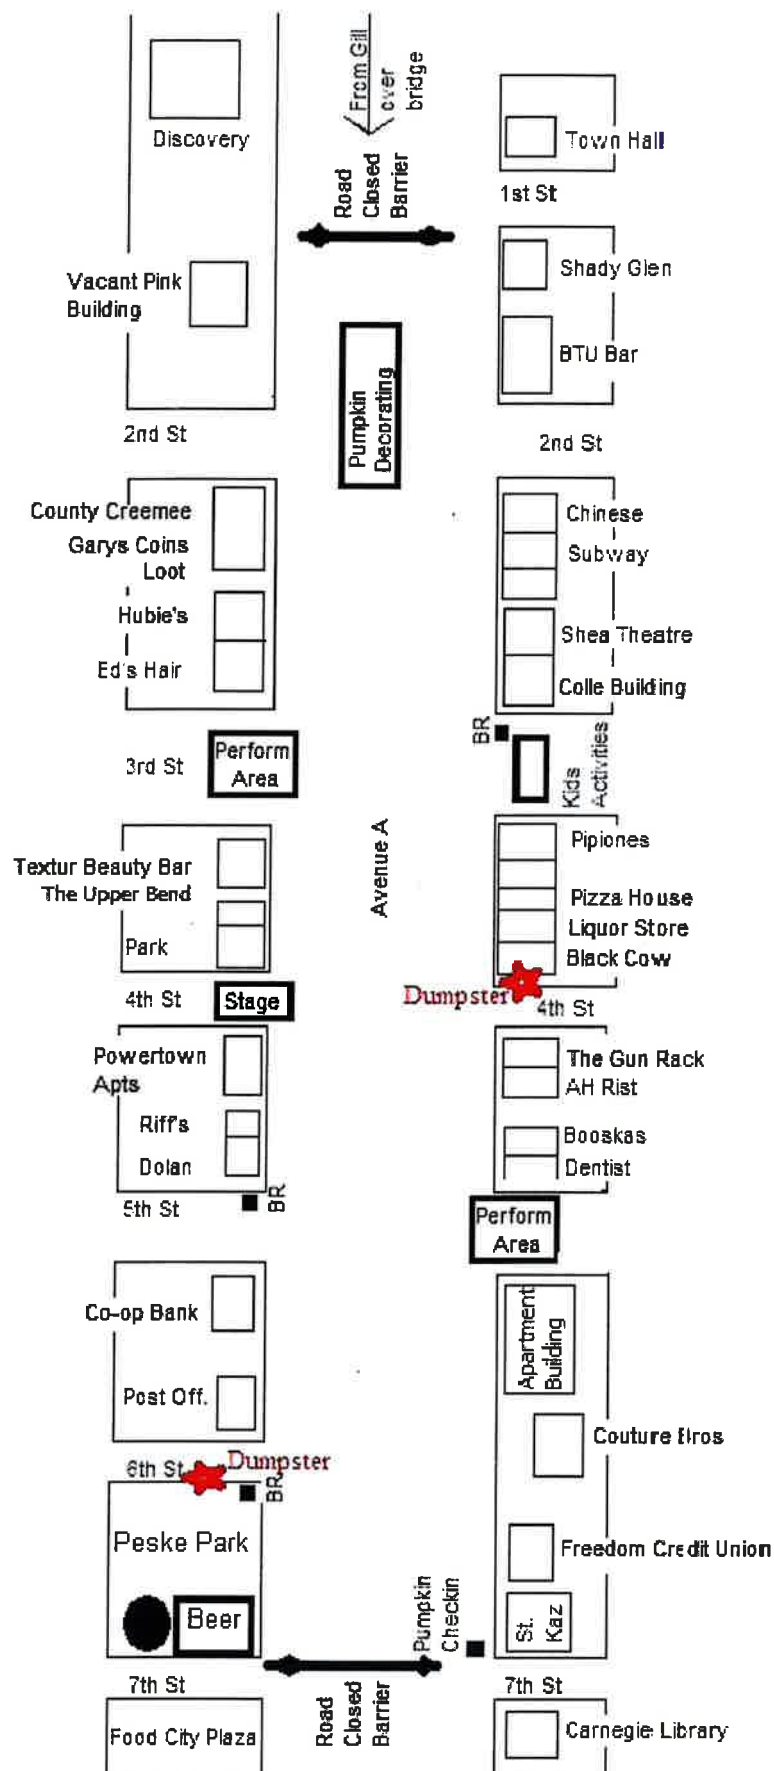 From Gill
over
bridge
Discovery
Town Hall
Road
Closed
Barrier
1st St
Vacant Pink
Building
Shady Glen
BTU Bar
Pumpkin
Decorating
2nd St
2nd St
County Creemee
Garys Coins
Loot
Hubie's
Ed's Hair
Chinese
Subway
Shea Theatre
Colle Building
BR
Kids
Activities
3rd St
Perform
Area
Avenue A
Textur Beauty Bar
The Upper Bend
Park
Pipiones
Pizza House
Liquor Store
Black Cow
4th St
Stage
Dumpster
4th St
Powertown
Apts
Riff's
Dolan
The Gun Rack
AH Rist
Booskas
Dentist
5th St
BR
Perform
Area
Co-op Bank
Post Off.
Apartment
Building
Couture Bros
6th St
Dumpster
BR
Peske Park
Beer
Freedom Credit Union
Pumpkin
Checkin
St.
Kaz
7th St
Road
Closed
Barrier
7th St
Food City Plaza
Carnegie Library